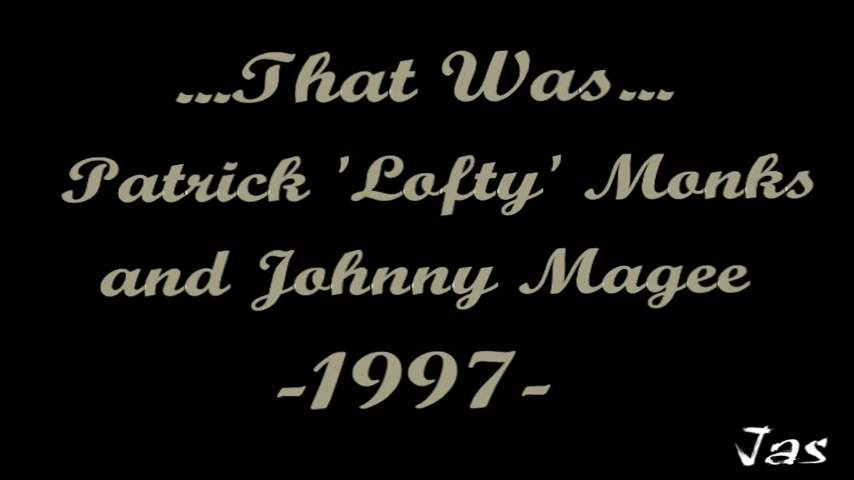 ...That Was...
Patrick 'Lofty' Monks
and Johnny Magee
-1997-
Jas